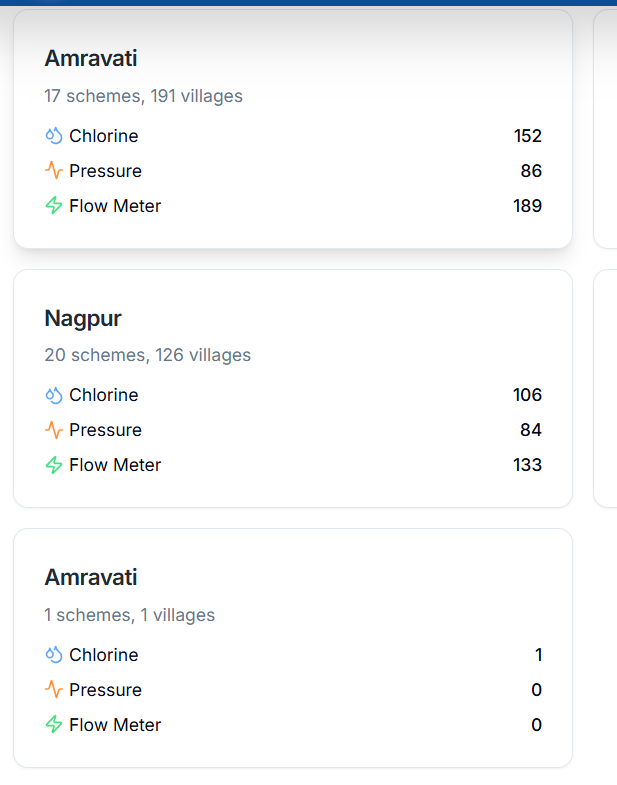 Amravati
17 schemes, 191 villages
Chlorine 152
Pressure 86
Flow Meter 189
Nagpur
20 schemes, 126 villages
Chlorine 106
Pressure 84
Flow Meter 133
Amravati
1 schemes, 1 villages
Chlorine 1
Pressure 0
Flow Meter 0